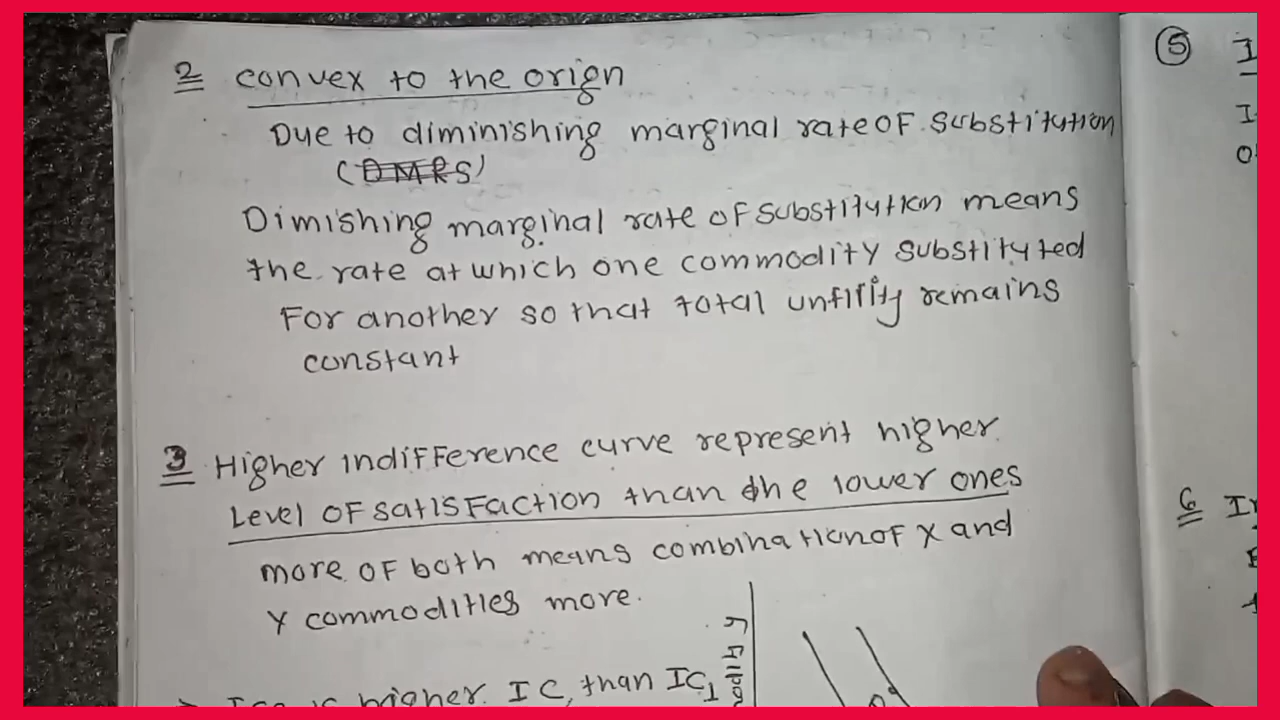 2 convex to the orign
Due to diminishing marginal rate of substitution
(DMRS)
Dimishing marginal rate of substitution means
the rate at which one commodity substituted
For another so that total unfility remains
constant
3 Higher indifference curve represent higher
Level of satisfaction than the lower ones
more of both means combination of X and
Y commodities more.
is higher IC, than IC1
5
6